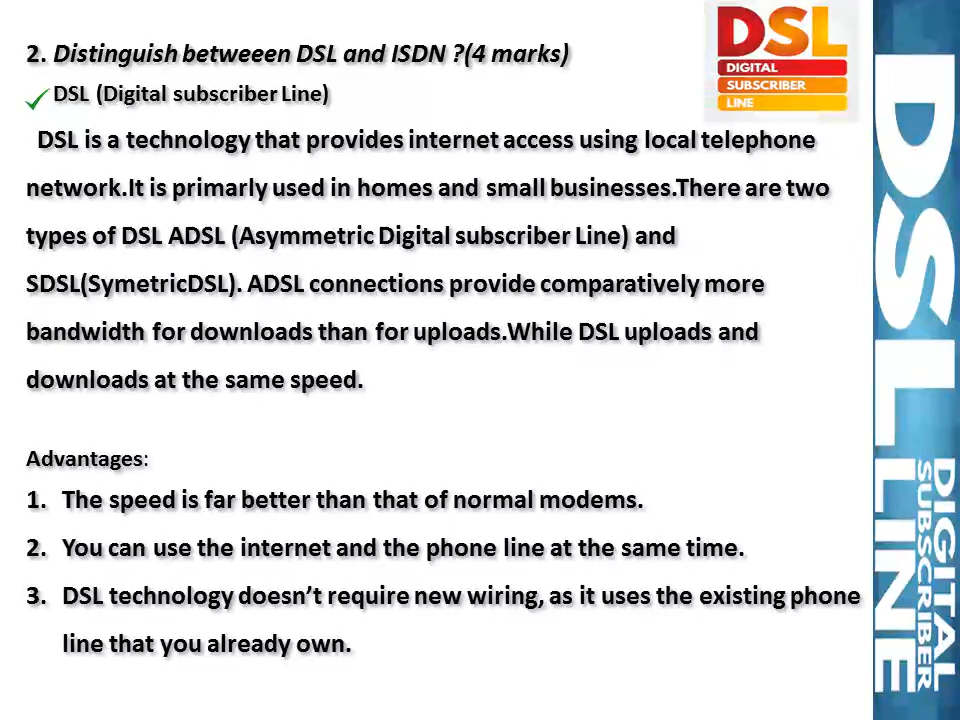 2. Distinguish betweeen DSL and ISDN ?(4 marks)
DSL (Digital subscriber Line)
DSL is a technology that provides internet access using local telephone
network.It is primarly used in homes and small businesses.There are two
types of DSL ADSL (Asymmetric Digital subscriber Line) and
SDSL(SymetricDSL). ADSL connections provide comparatively more
bandwidth for downloads than for uploads.While DSL uploads and
downloads at the same speed.
Advantages:
1. The speed is far better than that of normal modems.
2. You can use the internet and the phone line at the same time.
3. DSL technology doesn’t require new wiring, as it uses the existing phone
line that you already own.
DSL
DIGITAL
SUBSCRIBER
LINE
DSL LINE
DIGITAL
SUBSCRIBER